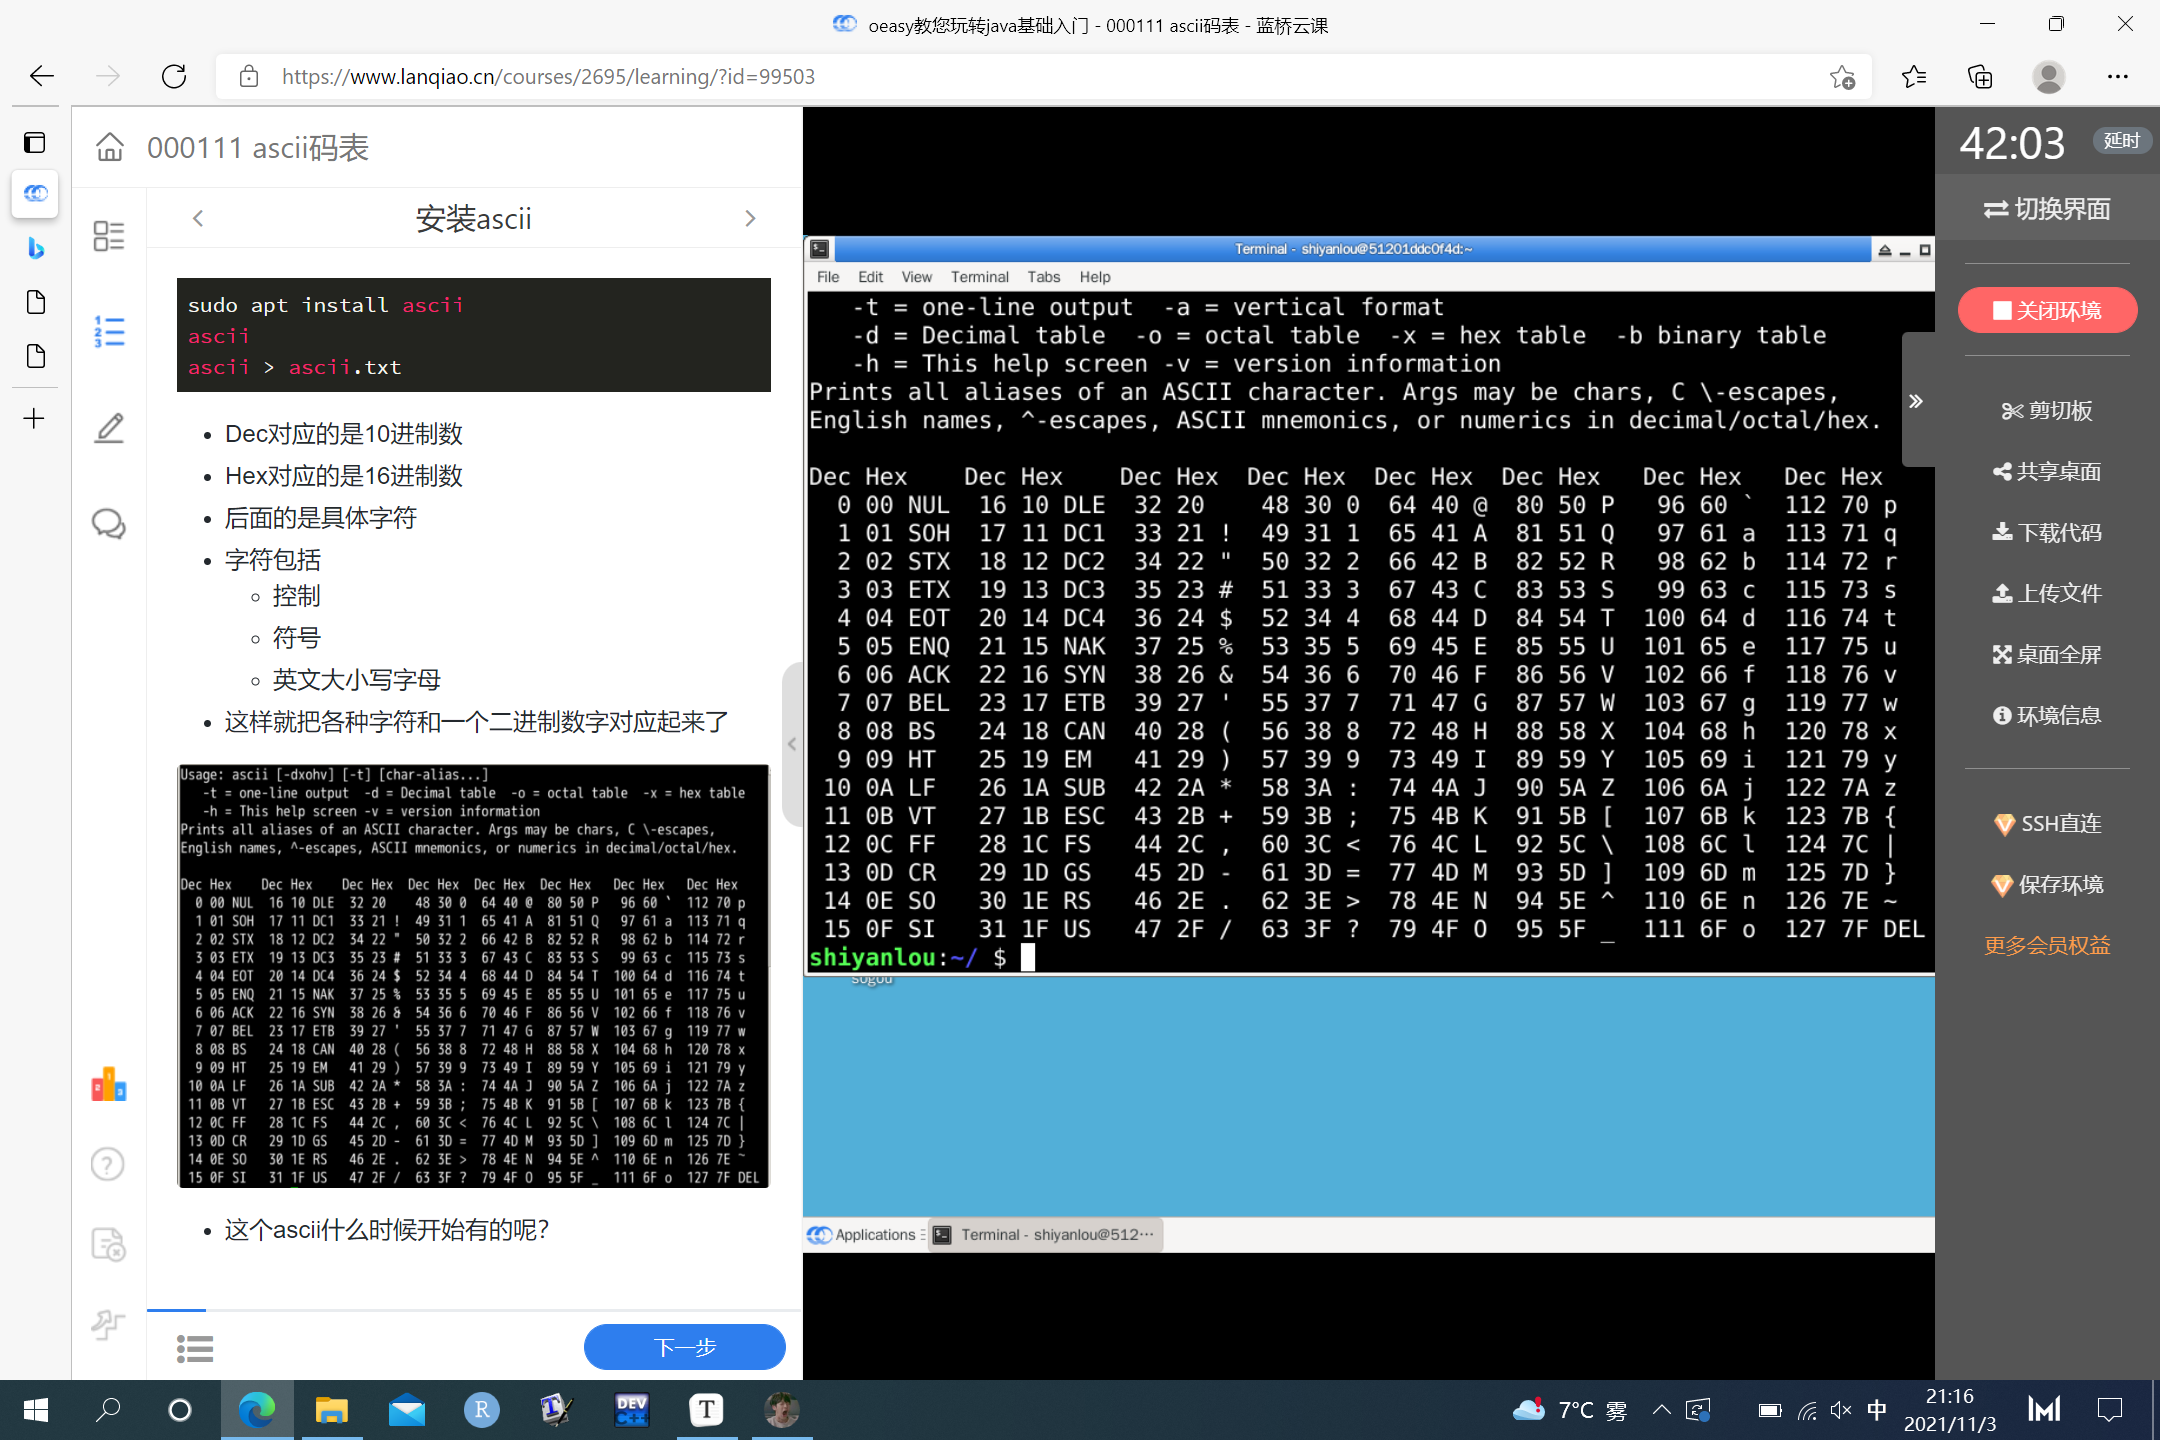 oeasy教您玩转java基础入门 - 000111 ascii码表 - 蓝桥云课
https://www.lanqiao.cn/courses/2695/learning/?id=99503
000111 ascii码表
安装ascii
sudo apt install ascii
ascii
ascii > ascii.txt
Dec对应的是10进制数
Hex对应的是16进制数
后面的是具体字符
字符包括
控制
符号
英文大小写字母
这样就把各种字符和一个二进制数字对应起来了
Usage: ascii [-dxohv] [-t] [char-alias...]
-t = one-line output -d = Decimal table -o = octal table -x = hex table
-h = This help screen -v = version information
Prints all aliases of an ASCII character. Args may be chars, C \-escapes,
English names, ^-escapes, ASCII mnemonics, or numerics in decimal/octal/hex.
Dec Hex Dec Hex Dec Hex Dec Hex Dec Hex Dec Hex Dec Hex Dec Hex
0 00 NUL 16 10 DLE 32 20 48 30 0 64 40 @ 80 50 P 96 60 ` 112 70 p
1 01 SOH 17 11 DC1 33 21 ! 49 31 1 65 41 A 81 51 Q 97 61 a 113 71 q
2 02 STX 18 12 DC2 34 22 " 50 32 2 66 42 B 82 52 R 98 62 b 114 72 r
3 03 ETX 19 13 DC3 35 23 # 51 33 3 67 43 C 83 53 S 99 63 c 115 73 s
4 04 EOT 20 14 DC4 36 24 $ 52 34 4 68 44 D 84 54 T 100 64 d 116 74 t
5 05 ENQ 21 15 NAK 37 25 % 53 35 5 69 45 E 85 55 U 101 65 e 117 75 u
6 06 ACK 22 16 SYN 38 26 & 54 36 6 70 46 F 86 56 V 102 66 f 118 76 v
7 07 BEL 23 17 ETB 39 27 ' 55 37 7 71 47 G 87 57 W 103 67 g 119 77 w
8 08 BS 24 18 CAN 40 28 ( 56 38 8 72 48 H 88 58 X 104 68 h 120 78 x
9 09 HT 25 19 EM 41 29 ) 57 39 9 73 49 I 89 59 Y 105 69 i 121 79 y
10 0A LF 26 1A SUB 42 2A * 58 3A : 74 4A J 90 5A Z 106 6A j 122 7A z
11 0B VT 27 1B ESC 43 2B + 59 3B ; 75 4B K 91 5B [ 107 6B k 123 7B {
12 0C FF 28 1C FS 44 2C , 60 3C < 76 4C L 92 5C \ 108 6C l 124 7C |
13 0D CR 29 1D GS 45 2D - 61 3D = 77 4D M 93 5D ] 109 6D m 125 7D }
14 0E SO 30 1E RS 46 2E . 62 3E > 78 4E N 94 5E ^ 110 6E n 126 7E ~
15 0F SI 31 1F US 47 2F / 63 3F ? 79 4F O 95 5F _ 111 6F o 127 7F DEL
这个ascii什么时候开始有的呢？
下一步
Terminal - shiyanlou@51201ddc0f4d:~
File Edit View Terminal Tabs Help
-t = one-line output -a = vertical format
-d = Decimal table -o = octal table -x = hex table -b binary table
-h = This help screen -v = version information
Prints all aliases of an ASCII character. Args may be chars, C \-escapes,
English names, ^-escapes, ASCII mnemonics, or numerics in decimal/octal/hex.
Dec Hex Dec Hex Dec Hex Dec Hex Dec Hex Dec Hex Dec Hex Dec Hex
0 00 NUL 16 10 DLE 32 20 48 30 0 64 40 @ 80 50 P 96 60 ` 112 70 p
1 01 SOH 17 11 DC1 33 21 ! 49 31 1 65 41 A 81 51 Q 97 61 a 113 71 q
2 02 STX 18 12 DC2 34 22 " 50 32 2 66 42 B 82 52 R 98 62 b 114 72 r
3 03 ETX 19 13 DC3 35 23 # 51 33 3 67 43 C 83 53 S 99 63 c 115 73 s
4 04 EOT 20 14 DC4 36 24 $ 52 34 4 68 44 D 84 54 T 100 64 d 116 74 t
5 05 ENQ 21 15 NAK 37 25 % 53 35 5 69 45 E 85 55 U 101 65 e 117 75 u
6 06 ACK 22 16 SYN 38 26 & 54 36 6 70 46 F 86 56 V 102 66 f 118 76 v
7 07 BEL 23 17 ETB 39 27 ' 55 37 7 71 47 G 87 57 W 103 67 g 119 77 w
8 08 BS 24 18 CAN 40 28 ( 56 38 8 72 48 H 88 58 X 104 68 h 120 78 x
9 09 HT 25 19 EM 41 29 ) 57 39 9 73 49 I 89 59 Y 105 69 i 121 79 y
10 0A LF 26 1A SUB 42 2A * 58 3A : 74 4A J 90 5A Z 106 6A j 122 7A z
11 0B VT 27 1B ESC 43 2B + 59 3B ; 75 4B K 91 5B [ 107 6B k 123 7B {
12 0C FF 28 1C FS 44 2C , 60 3C < 76 4C L 92 5C \ 108 6C l 124 7C |
13 0D CR 29 1D GS 45 2D - 61 3D = 77 4D M 93 5D ] 109 6D m 125 7D }
14 0E SO 30 1E RS 46 2E . 62 3E > 78 4E N 94 5E ^ 110 6E n 126 7E ~
15 0F SI 31 1F US 47 2F / 63 3F ? 79 4F O 95 5F _ 111 6F o 127 7F DEL
shiyanlou:~/ $
sogou
Applications
Terminal - shiyanlou@512···
42:03 延时
切换界面
关闭环境
剪切板
共享桌面
下载代码
上传文件
桌面全屏
环境信息
SSH直连
保存环境
更多会员权益
R
DEV C++
T
7°C 雾
中
21:16
2021/11/3